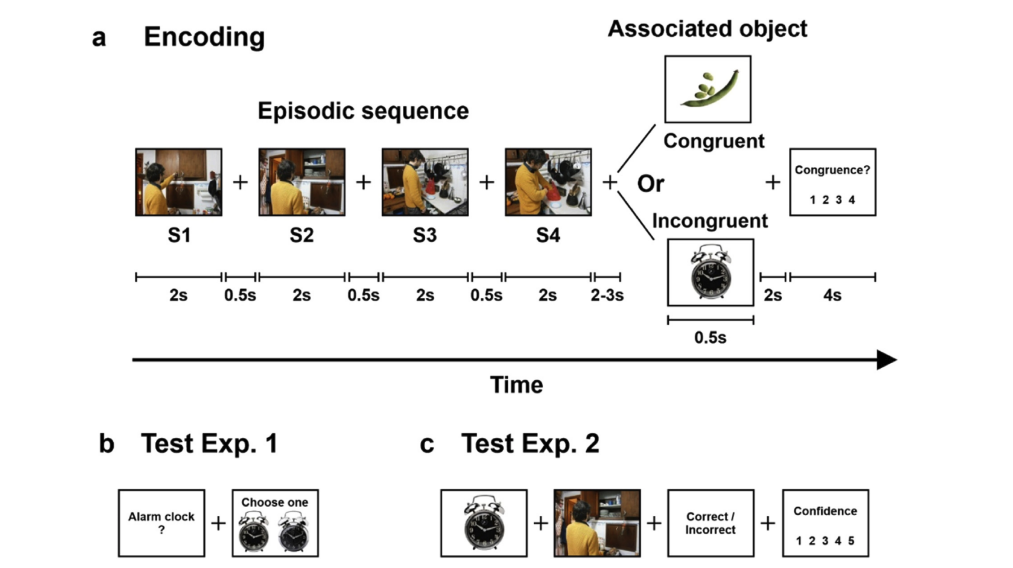 a Encoding
Associated object
Episodic sequence
Congruent
+ + + + Or + Congruence?
1 2 3 4
Incongruent
S1 S2 S3 S4
2s 0.5s 2s 0.5s 2s 0.5s 2s 2-3s 2s 4s
0.5s
Time
b Test Exp. 1
Alarm clock
?
+
Choose one
c Test Exp. 2
+
+
Correct /
Incorrect
+
Confidence
1 2 3 4 5